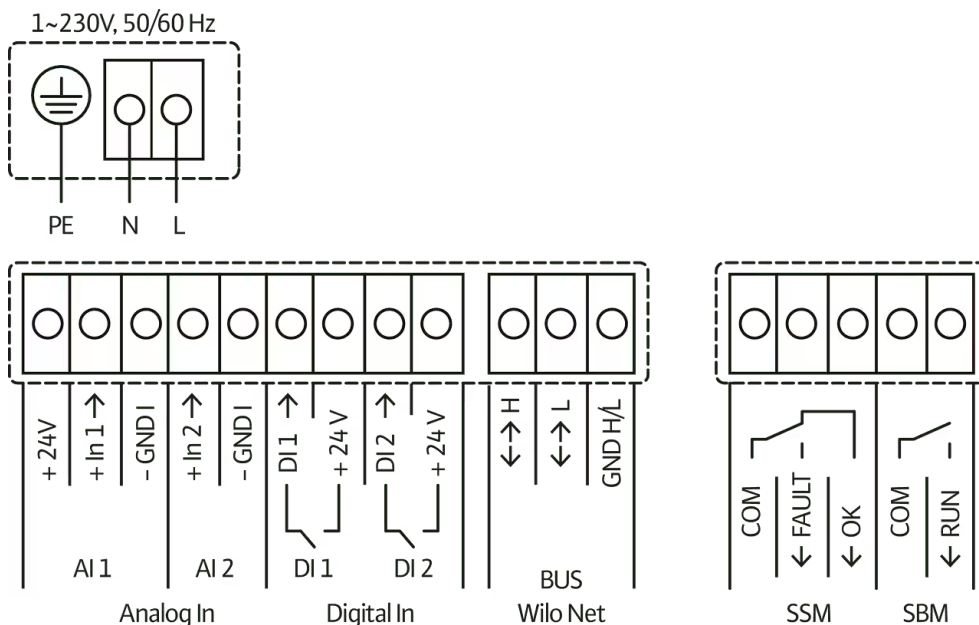 1~230V, 50/60 Hz
PE N L
+ 24V
+ In 1 →
- GND I
+ In 2 →
- GND I
DI 1 →
+ 24 V
DI 2 →
+ 24 V
↔ H
↔ L
GND H/L
COM
← FAULT
← OK
COM
← RUN
AI 1 AI 2 DI 1 DI 2 BUS
Analog In Digital In Wilo Net SSM SBM